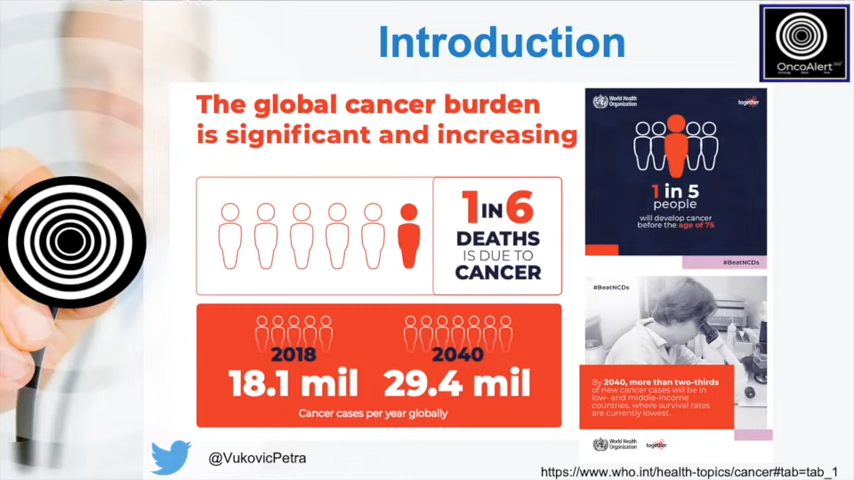 Introduction
OncoAlert
The global cancer burden
is significant and increasing
1 IN 6
DEATHS
IS DUE TO
CANCER
2018
2040
18.1 mil
29.4 mil
Cancer cases per year globally
World Health
Organization
together
1 in 5
people
will develop cancer
before the age of 75
#BeatNCDs
#BeatNCDs
By 2040, more than two-thirds
of new cancer cases will be in
low- and middle-income
countries, where survival rates
are currently lowest.
World Health
Organization
together
@VukovicPetra
https://www.who.int/health-topics/cancer#tab=tab_1